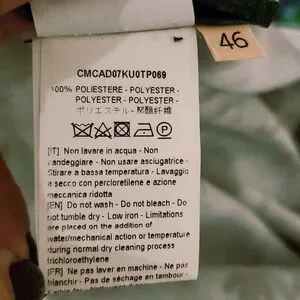 46
CMCAD07KU0TP069
100% POLIESTERE - POLYESTER -
POLYESTER - POLYESTER -
ポリエステル - 聚酯纖維
[IT] Non lavare in acqua - Non
candeggiare - Non usare asciugatrice -
Stirare a bassa temperatura - Lavaggio
a secco con percloretilene e azione
meccanica ridotta
[EN] Do not wash - Do not bleach - Do
not tumble dry - Low iron - Limitations
are placed on the addition of
water/mechanical action or temperature
during normal dry cleaning process
trichloroethylene
[FR] Ne pas laver en machine - Ne pas
blanchir - Pas de séchage en tambour -